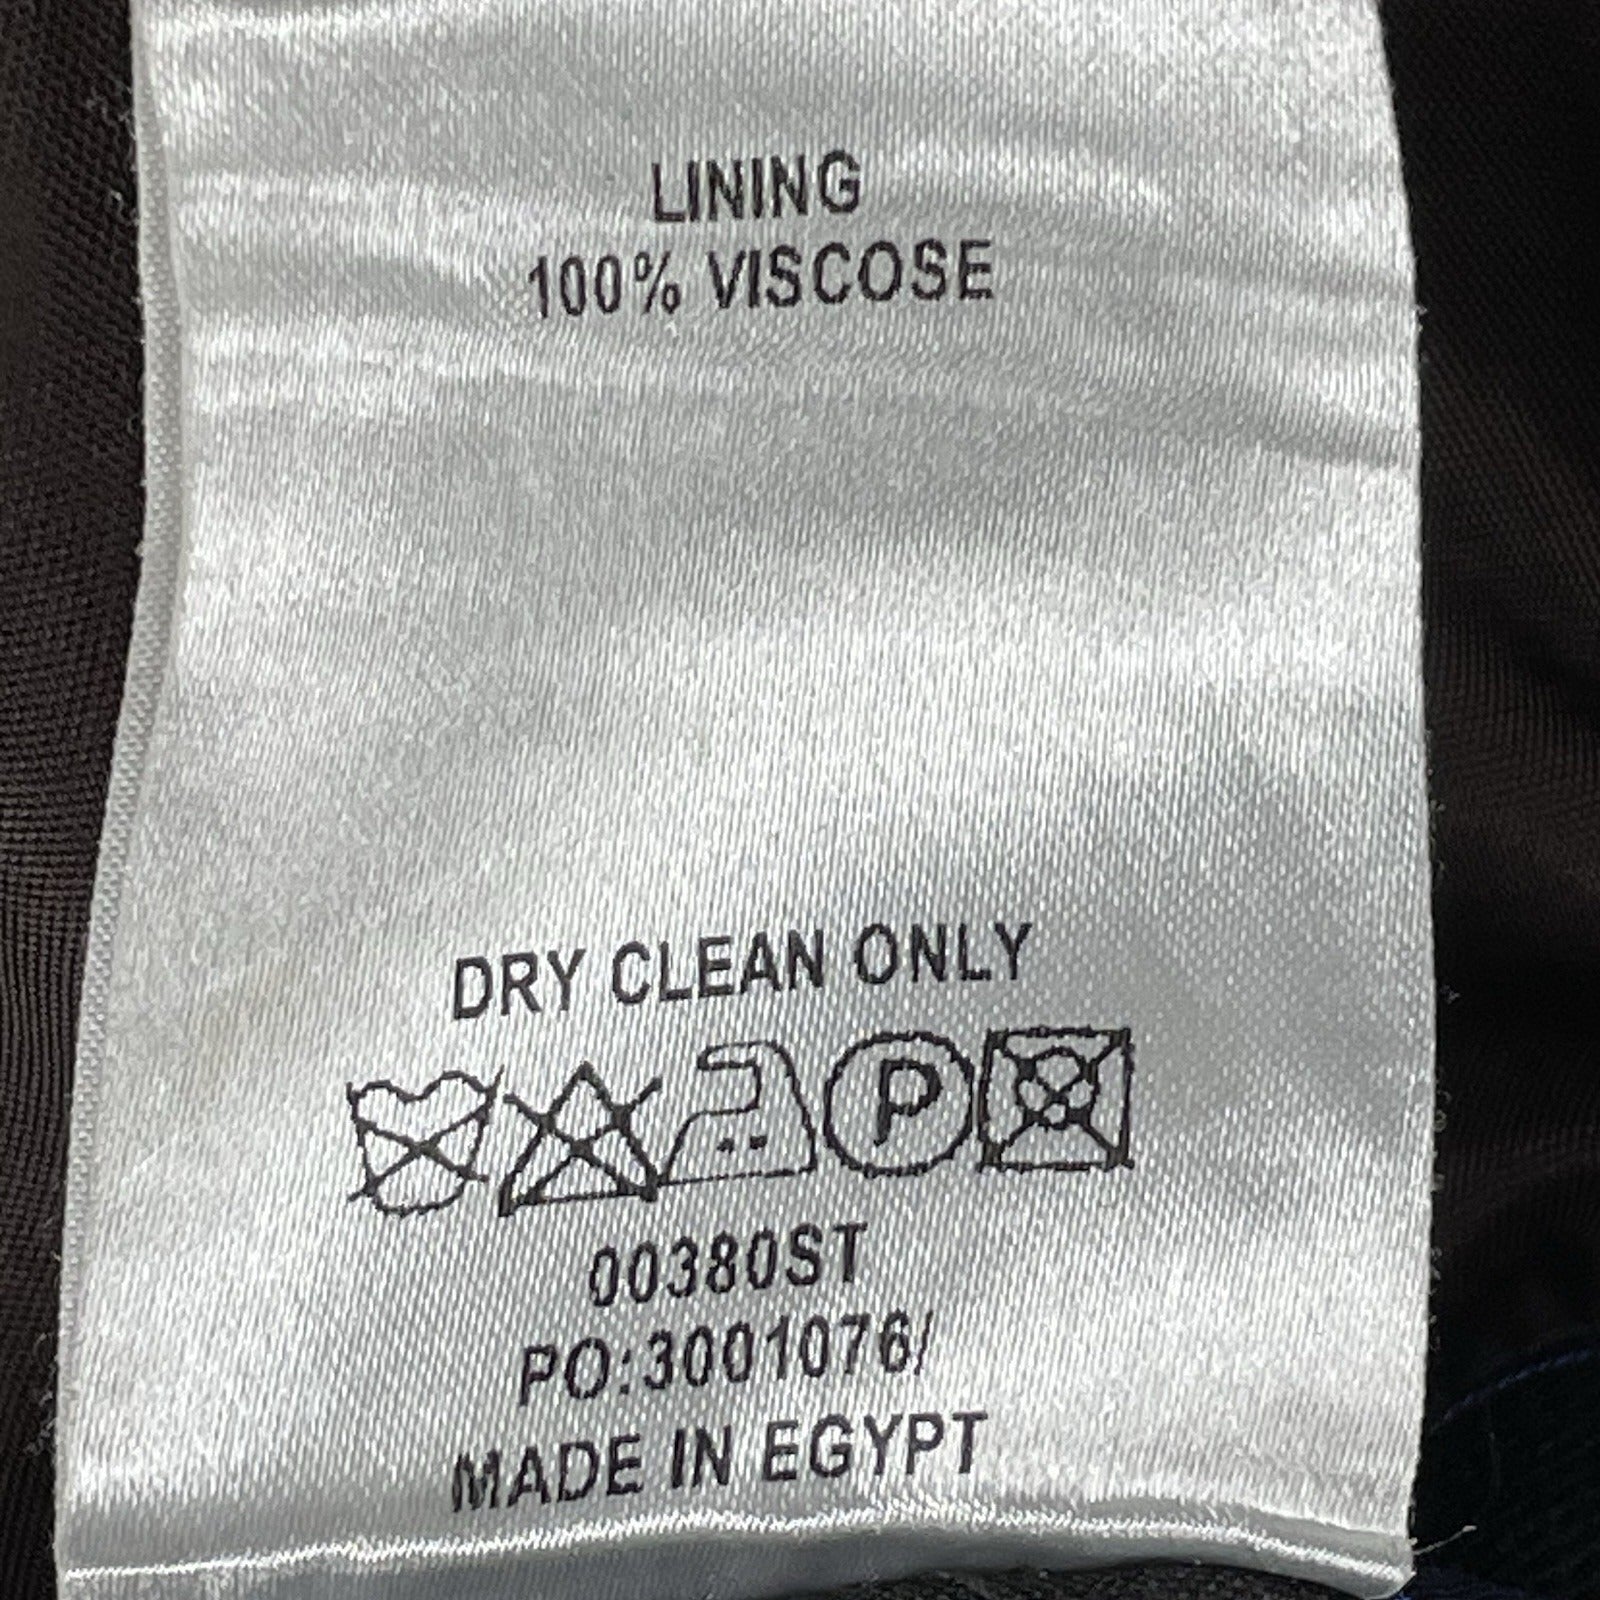 LINING
100% VISCOSE
DRY CLEAN ONLY
P
00380ST
PO:3001076/
MADE IN EGYPT